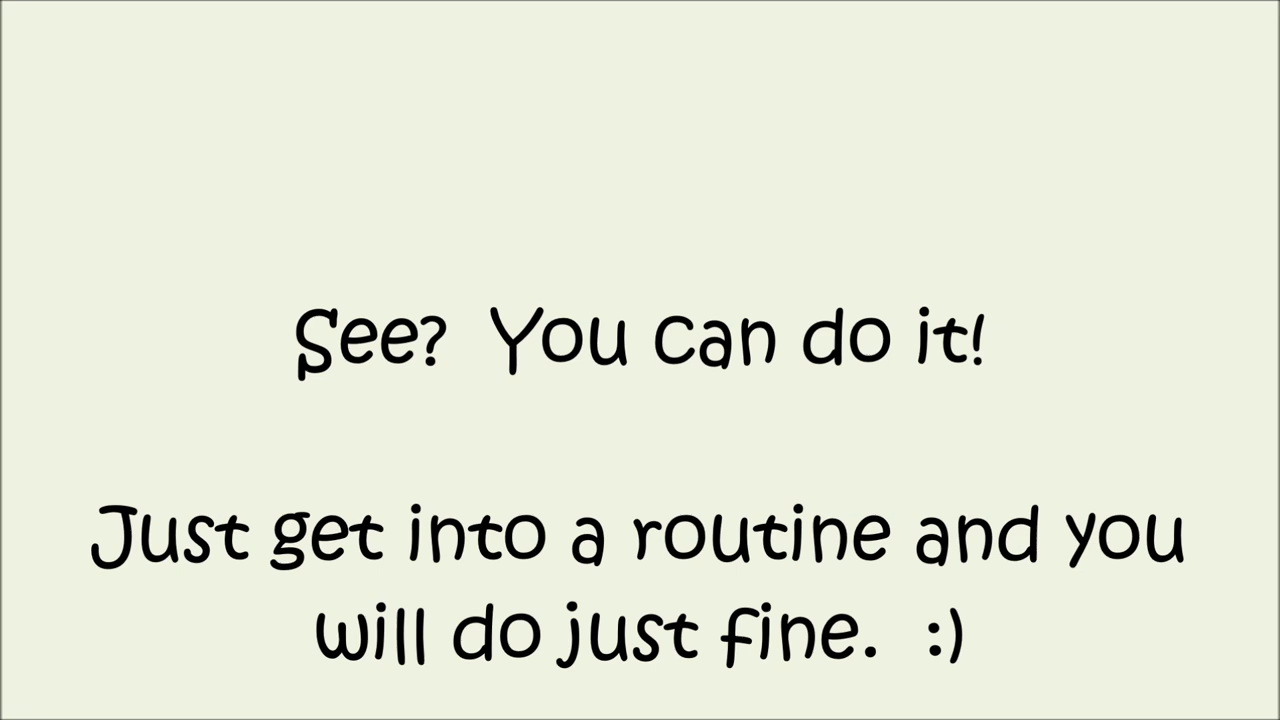 See?  You can do it!
Just get into a routine and you
will do just fine.  :)